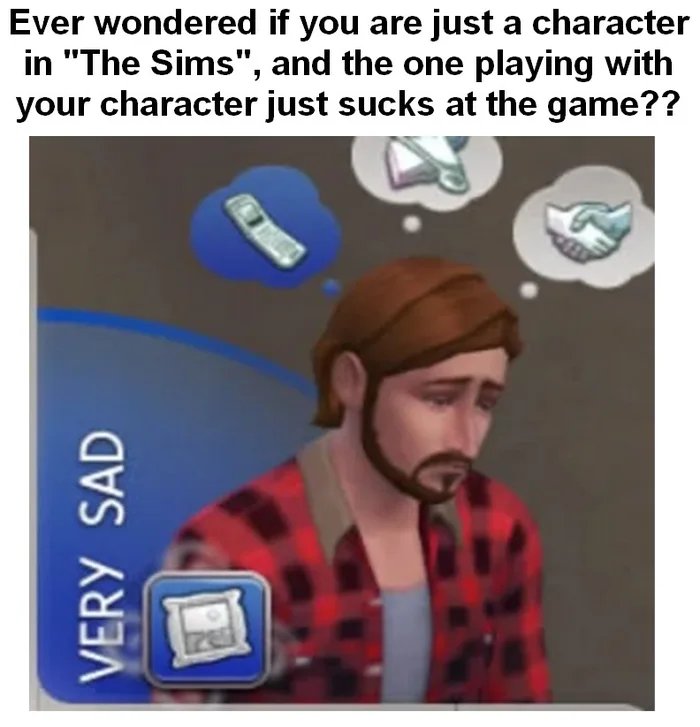 Ever wondered if you are just a character
in "The Sims", and the one playing with
your character just sucks at the game??
VERY SAD